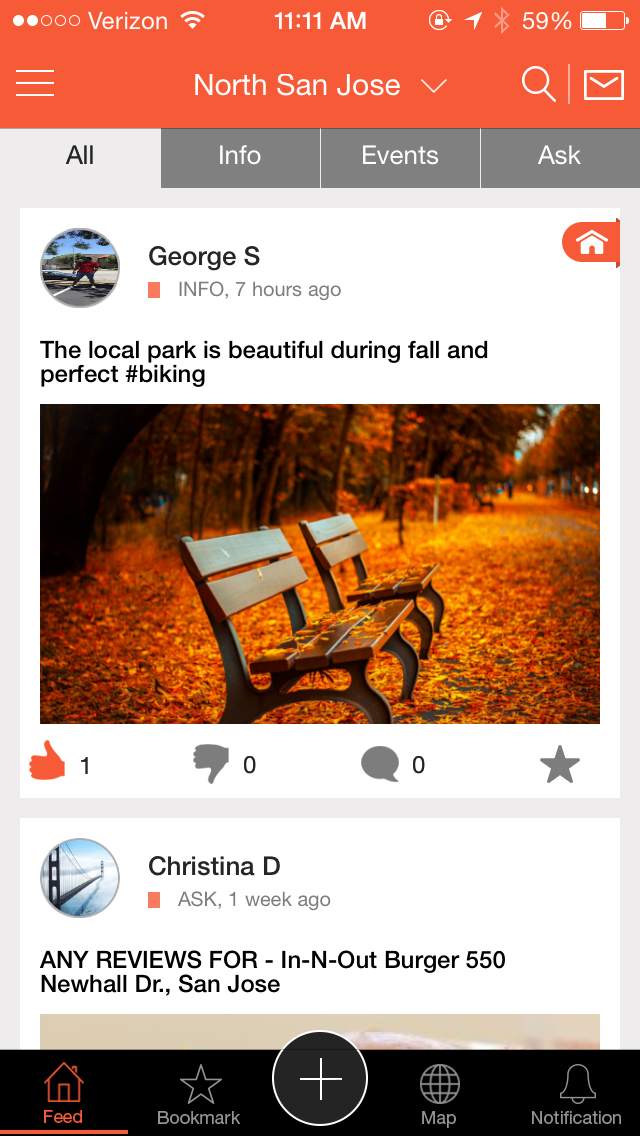 Verizon 11:11 AM 59%
North San Jose
All Info Events Ask
George S
INFO, 7 hours ago
The local park is beautiful during fall and
perfect #biking
1 0 0
Christina D
ASK, 1 week ago
ANY REVIEWS FOR - In-N-Out Burger 550
Newhall Dr., San Jose
Feed Bookmark Map Notification